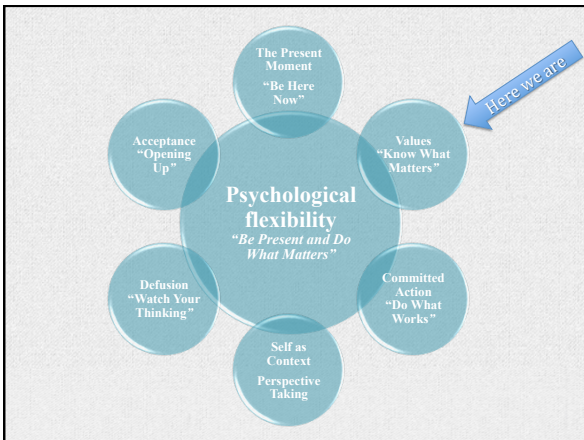 The Present
Moment
“Be Here
Now”
Here we are
Values
“Know What
Matters”
Acceptance
“Opening
Up”
Psychological
flexibility
“Be Present and Do
What Matters”
Committed
Action
“Do What
Works”
Defusion
“Watch Your
Thinking”
Self as
Context
Perspective
Taking